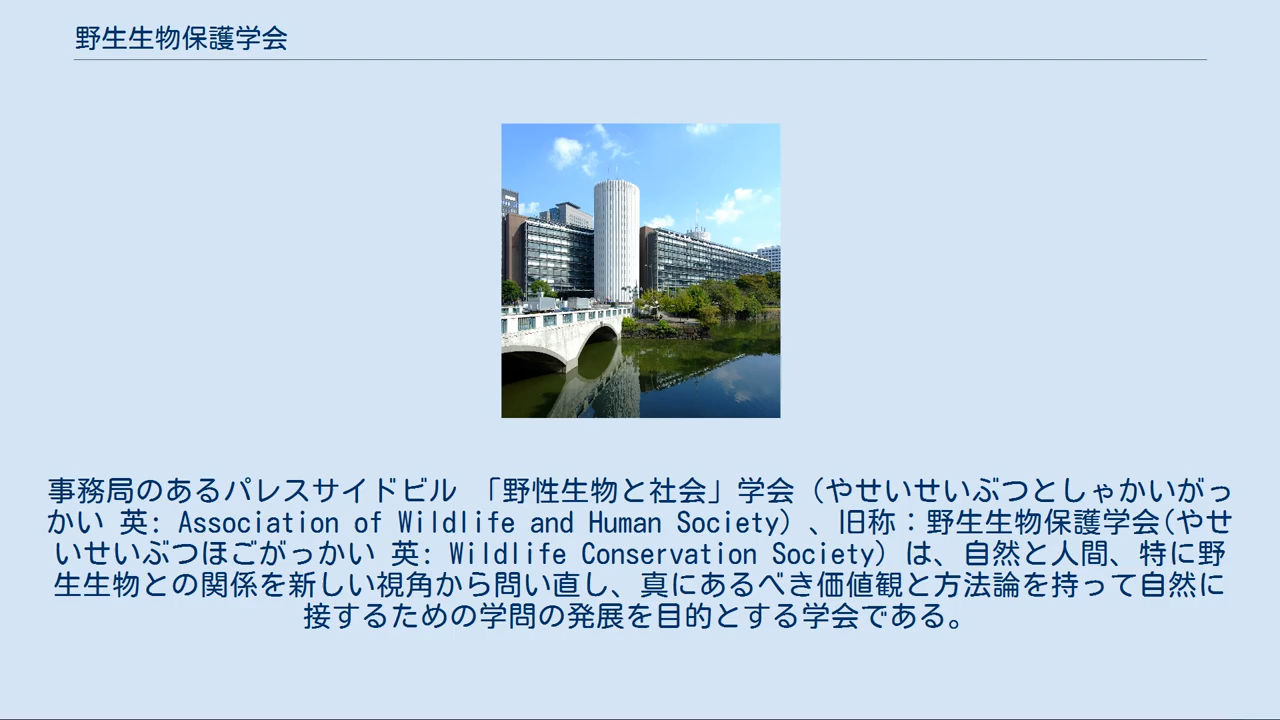 野生生物保護学会
事務局のあるパレスサイドビル 「野性生物と社会」学会（やせいせいぶつとしゃかいがっ
かい 英: Association of Wildlife and Human Society）、旧称：野生生物保護学会(やせ
いせいぶつほごがっかい 英: Wildlife Conservation Society）は、自然と人間、特に野
生生物との関係を新しい視角から問い直し、真にあるべき価値観と方法論を持って自然に
接するための学問の発展を目的とする学会である。